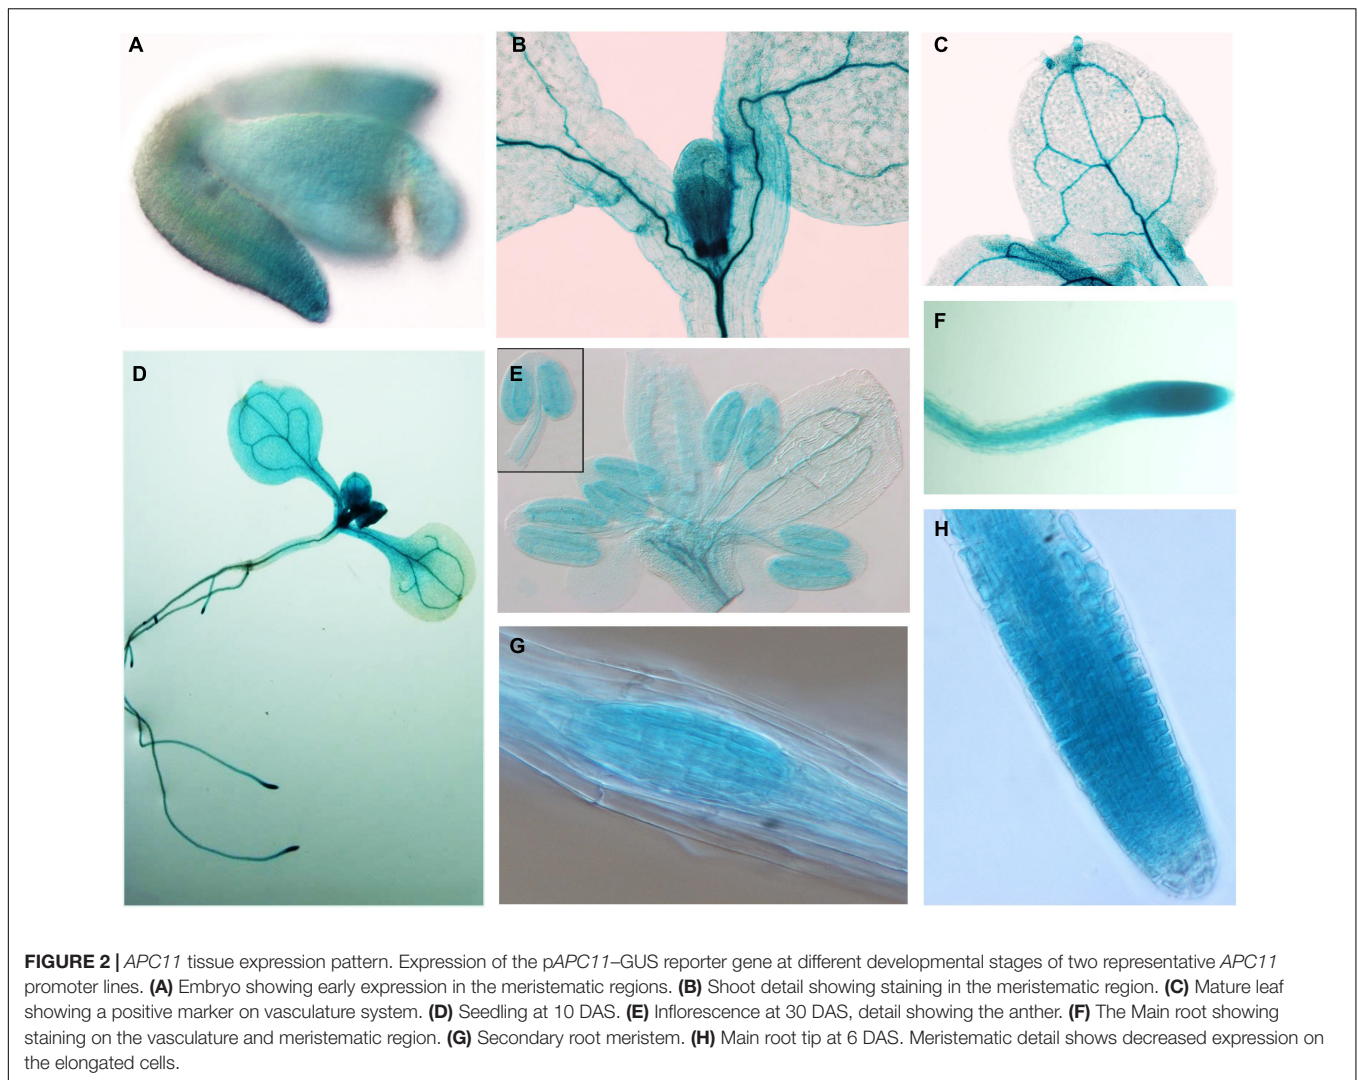 A
B
C
D
E
F
G
H
FIGURE 2 | APC11 tissue expression pattern. Expression of the pAPC11–GUS reporter gene at different developmental stages of two representative APC11
promoter lines. (A) Embryo showing early expression in the meristematic regions. (B) Shoot detail showing staining in the meristematic region. (C) Mature leaf
showing a positive marker on vasculature system. (D) Seedling at 10 DAS. (E) Inflorescence at 30 DAS, detail showing the anther. (F) The Main root showing
staining on the vasculature and meristematic region. (G) Secondary root meristem. (H) Main root tip at 6 DAS. Meristematic detail shows decreased expression on
the elongated cells.